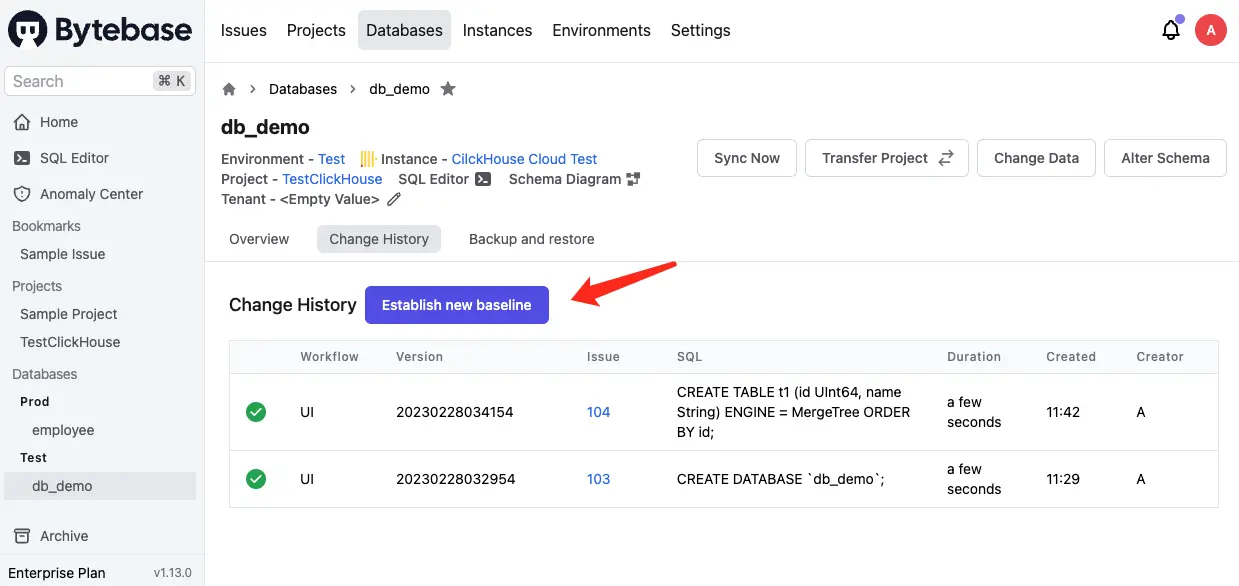 Bytebase
Issues Projects Databases Instances Environments Settings
A
Search ⌘ K
Home
SQL Editor
Anomaly Center
Bookmarks
Sample Issue
Projects
Sample Project
TestClickHouse
Databases
Prod
employee
Test
db_demo
Archive
Enterprise Plan v1.13.0
Databases > db_demo
db_demo
Environment - Test Instance - CilckHouse Cloud Test
Project - TestClickHouse SQL Editor Schema Diagram
Tenant - <Empty Value>
Sync Now Transfer Project Change Data Alter Schema
Overview Change History Backup and restore
Change History Establish new baseline
Workflow Version Issue SQL Duration Created Creator
UI 20230228034154 104 CREATE TABLE t1 (id UInt64, name
String) ENGINE = MergeTree ORDER
BY id; a few
seconds 11:42 A
UI 20230228032954 103 CREATE DATABASE `db_demo`; a few
seconds 11:29 A